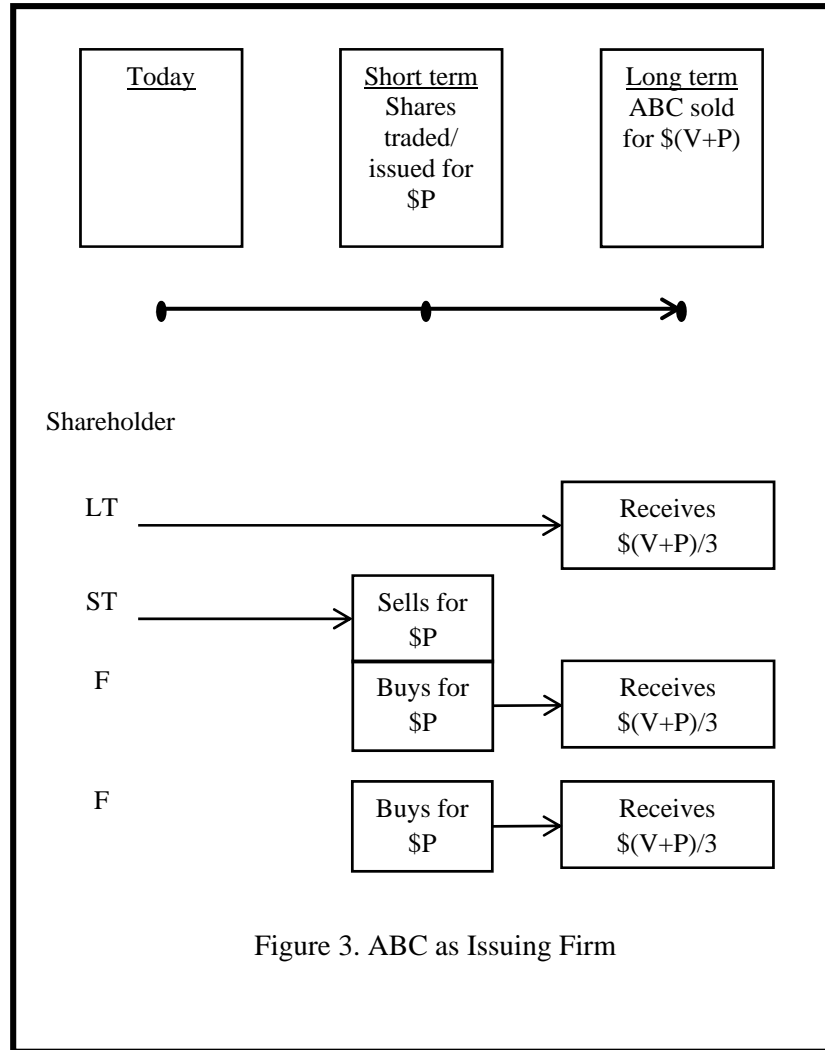 Today
Short term
Shares
traded/
issued for
$P
Long term
ABC sold
for $(V+P)
Shareholder
LT
Receives
$(V+P)/3
ST
Sells for
$P
F
Buys for
$P
Receives
$(V+P)/3
F
Buys for
$P
Receives
$(V+P)/3
Figure 3. ABC as Issuing Firm